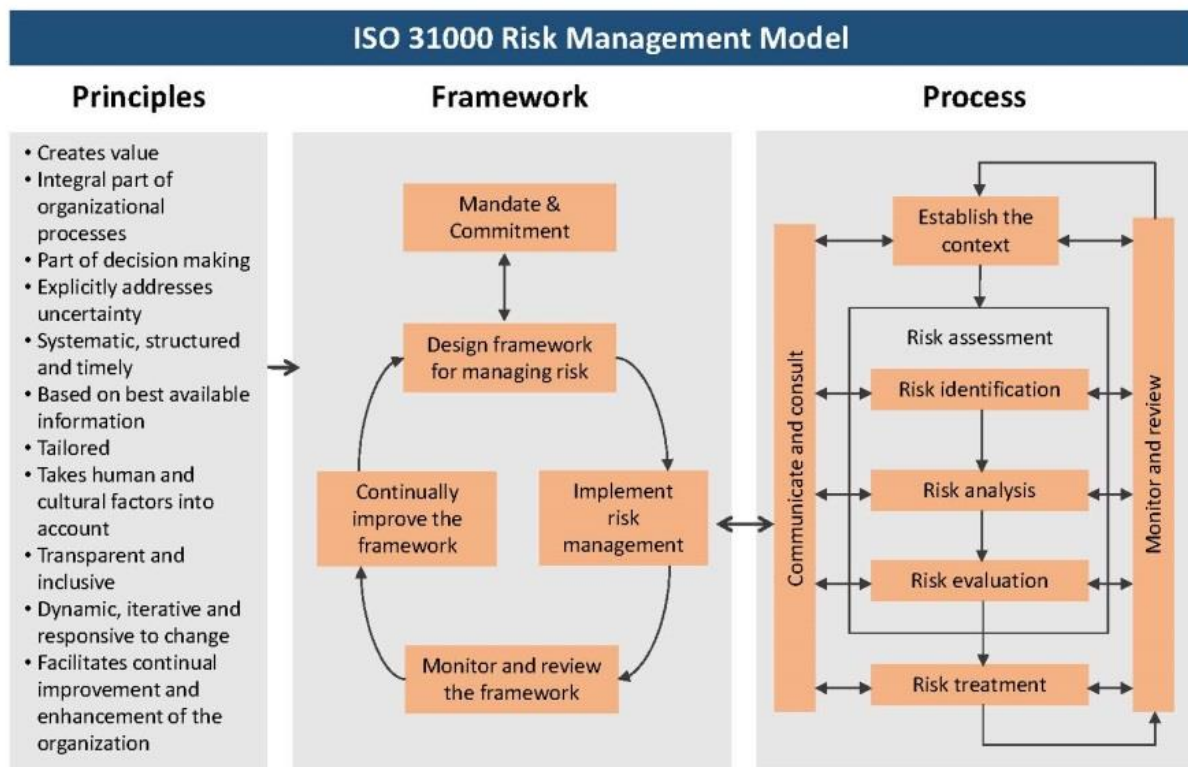 ISO 31000 Risk Management Model
Principles
• Creates value
• Integral part of
organizational
processes
• Part of decision making
• Explicitly addresses
uncertainty
• Systematic, structured
and timely
• Based on best available
information
• Tailored
• Takes human and
cultural factors into
account
• Transparent and
inclusive
• Dynamic, iterative and
responsive to change
• Facilitates continual
improvement and
enhancement of the
organization
Framework
Mandate &
Commitment
Design framework
for managing risk
Continually
improve the
framework
Implement
risk
management
Monitor and review
the framework
Process
Establish the
context
Communicate and consult
Risk assessment
Risk identification
Risk analysis
Risk evaluation
Risk treatment
Monitor and review